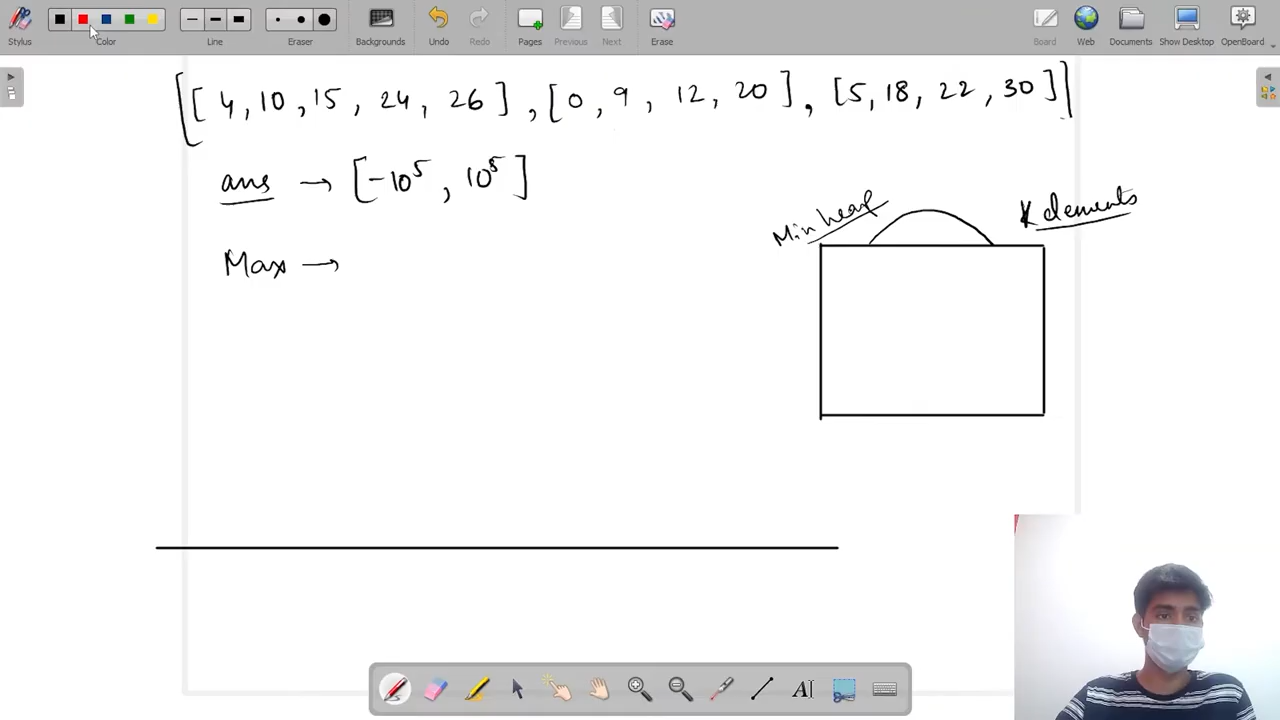 Stylus Color Line Eraser Backgrounds Undo Redo Pages Previous Next Erase Board Web Documents Show Desktop OpenBoard
[[4, 10, 15, 24, 26], [0, 9, 12, 20], [5, 18, 22, 30]]
ans → [-10⁵, 10⁵]
Min heap
K elements
Max →